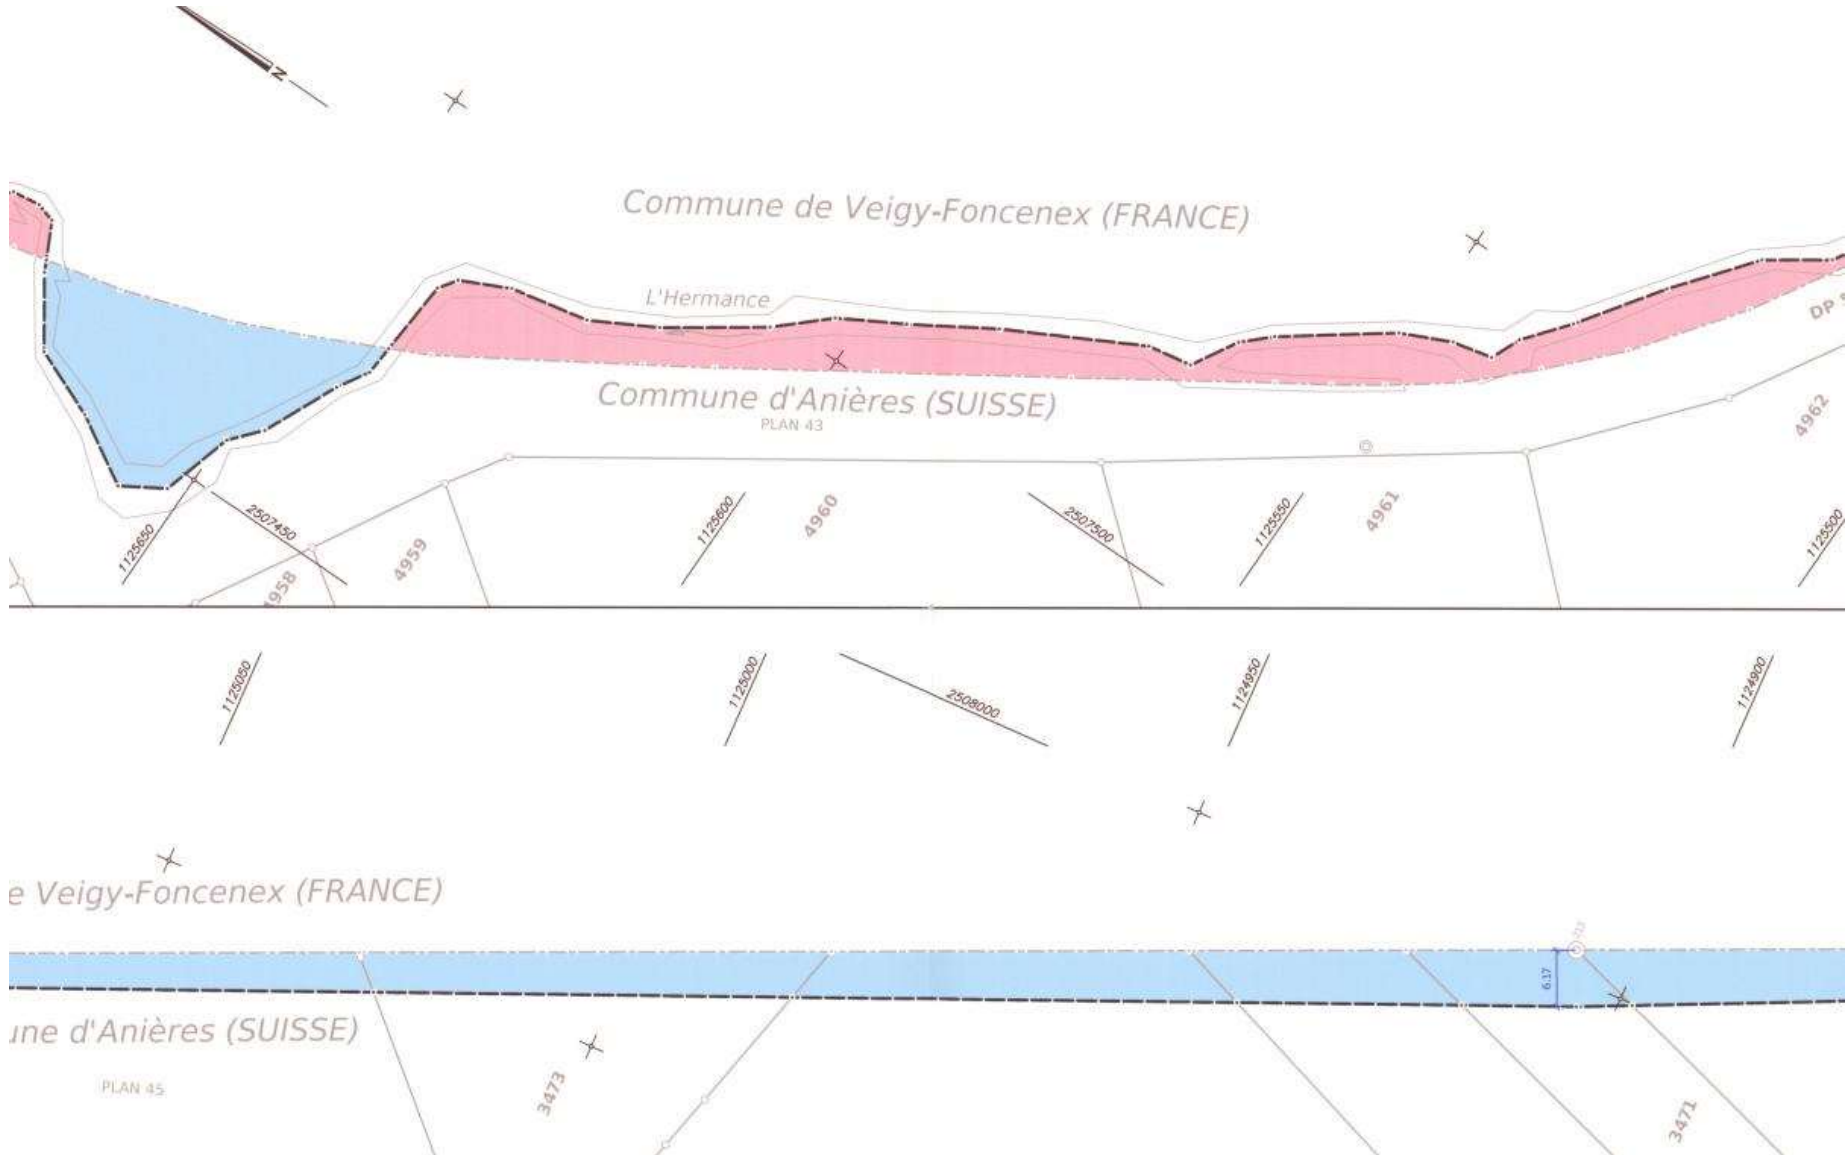 N
Commune de Veigy-Foncenex (FRANCE)
L'Hermance
Commune d'Anières (SUISSE)
PLAN 43
DP
4962
1125650
2507450
4958
4959
1125600
4960
2507500
1125550
4961
1125500
1125050
1125000
2508000
1124950
1124900
e Veigy-Foncenex (FRANCE)
6.17
une d'Anières (SUISSE)
PLAN 45
3473
3471